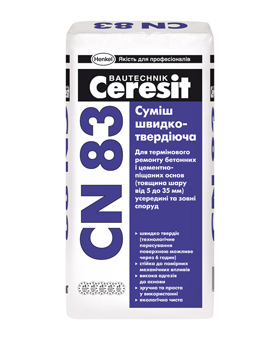 Henkel
Якість для професіоналів
BAUTECHNIK
Ceresit
CN 83
Суміш
швидко-
твердіюча
Для термінового
ремонту бетонних
і цементно-
піщаних основ
(товщина шару
від 5 до 35 мм)
усередині та зовні
споруд
швидко твердіє
(технологічне
пересування
поверхнею можливе
через 6 годин)
стійка до помірних
механічних впливів
висока адгезія
до основи
зручна та проста
у використанні
екологічно чиста